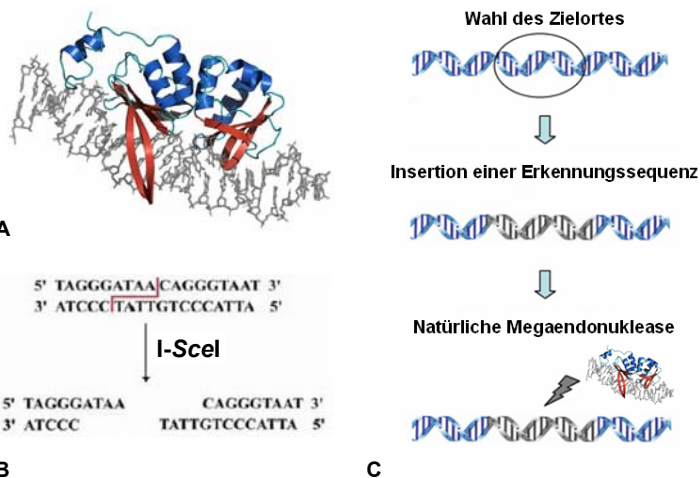 A
5' TAGGGATAACAGGGTAAT 3'
3' ATCCCTATTGTCCCATTA 5'
I-SceI
5' TAGGGATAA CAGGGTAAT 3'
3' ATCCC TATTGTCCCATTA 5'
B
Wahl des Zielortes
Insertion einer Erkennungssequenz
Natürliche Megaendonuklease
C